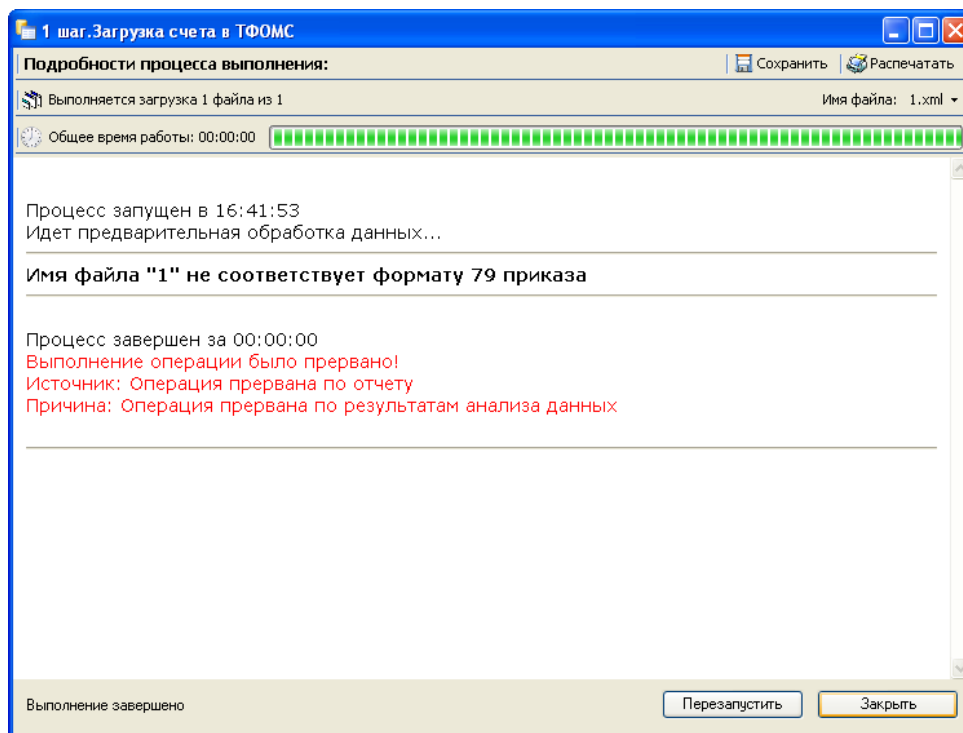 1 шаг.Загрузка счета в ТФОМС
Подробности процесса выполнения: Сохранить Распечатать
Выполняется загрузка 1 файла из 1 Имя файла: 1.xml
Общее время работы: 00:00:00
Процесс запущен в 16:41:53
Идет предварительная обработка данных...
Имя файла "1" не соответствует формату 79 приказа
Процесс завершен за 00:00:00
Выполнение операции было прервано!
Источник: Операция прервана по отчету
Причина: Операция прервана по результатам анализа данных
Выполнение завершено Перезапустить Закрыть